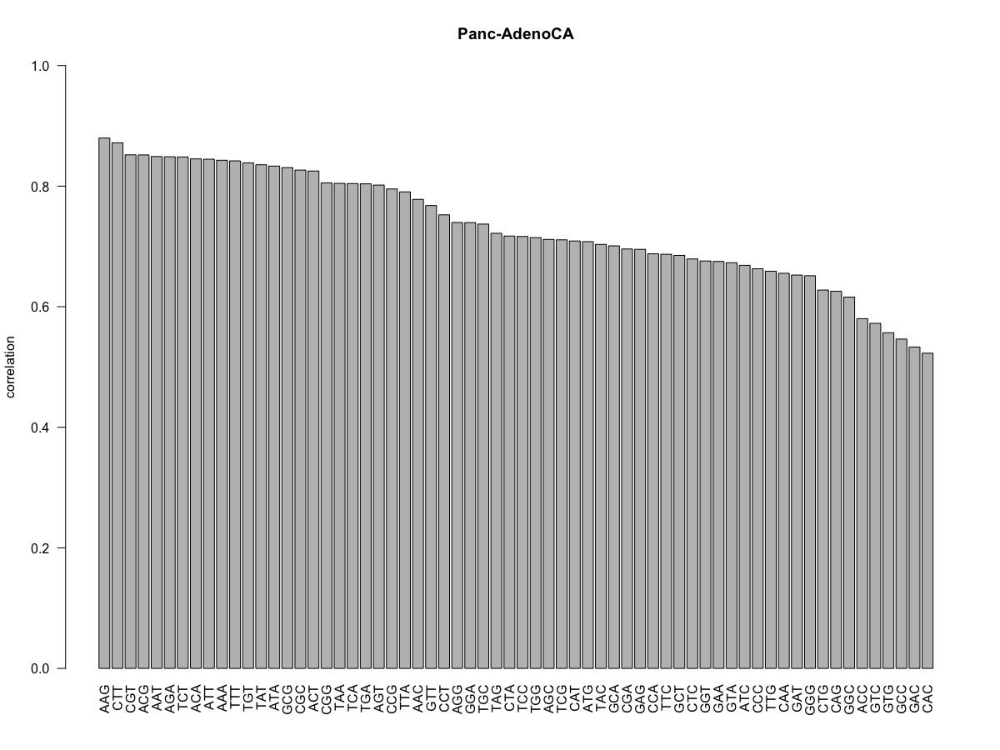 Panc-AdenoCA
correlation
1.0
0.8
0.6
0.4
0.2
0.0
AAG CTT CGT ACG AAT AGA TCT ACA ATT AAA TTT TGT TAT ATA GCG CGC ACT CGG TAA TCA TGA AGT CCG TTA AAC GTT CCT AGG GGA TGC TAG CTA TCC TGG AGC TCG CAT ATG TAC GCA CGA GAG CCA TTC GCT CTC GGT GAA GTA ATC CCC TTG CAA GAT GGG CTG CAG GGC ACC GTC GTG GCC GAC CAC